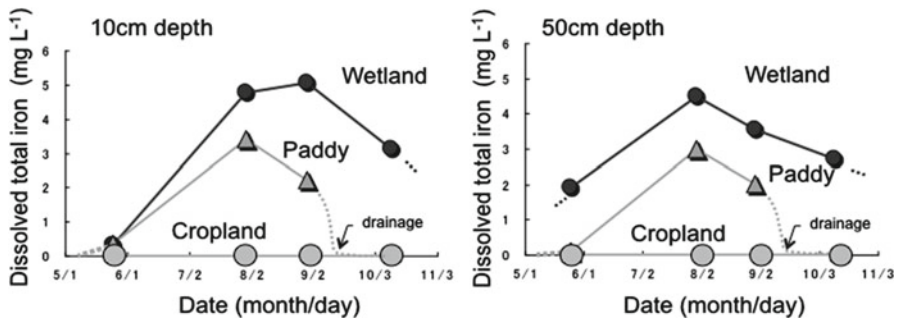 10cm depth
Dissolved total iron (mg L-1)
6
5
4
3
2
1
0
Wetland
Paddy
Cropland
drainage
5/1 6/1 7/2 8/2 9/2 10/3 11/3
Date (month/day)
50cm depth
Dissolved total iron (mg L-1)
6
5
4
3
2
1
0
Wetland
Paddy
Cropland
drainage
5/1 6/1 7/2 8/2 9/2 10/3 11/3
Date (month/day)